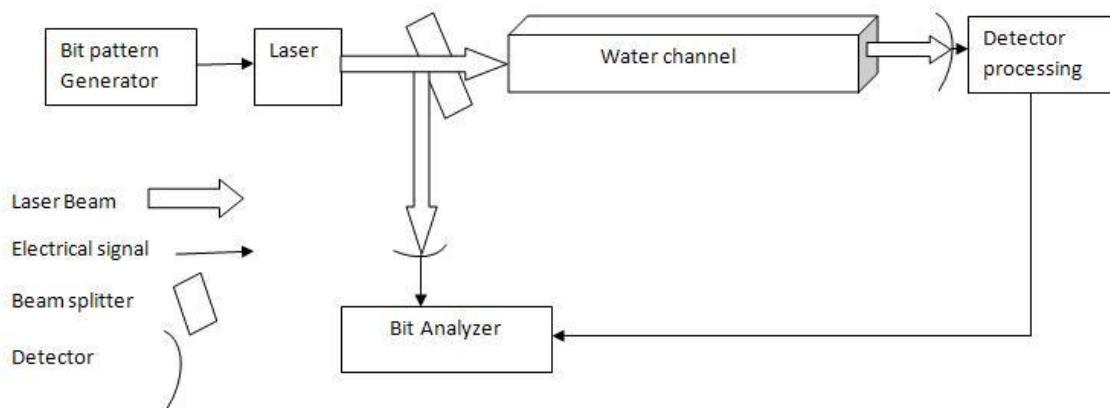 Bit pattern
Generator
Laser
Water channel
Detector
processing
Laser Beam
Electrical signal
Beam splitter
Detector
Bit Analyzer